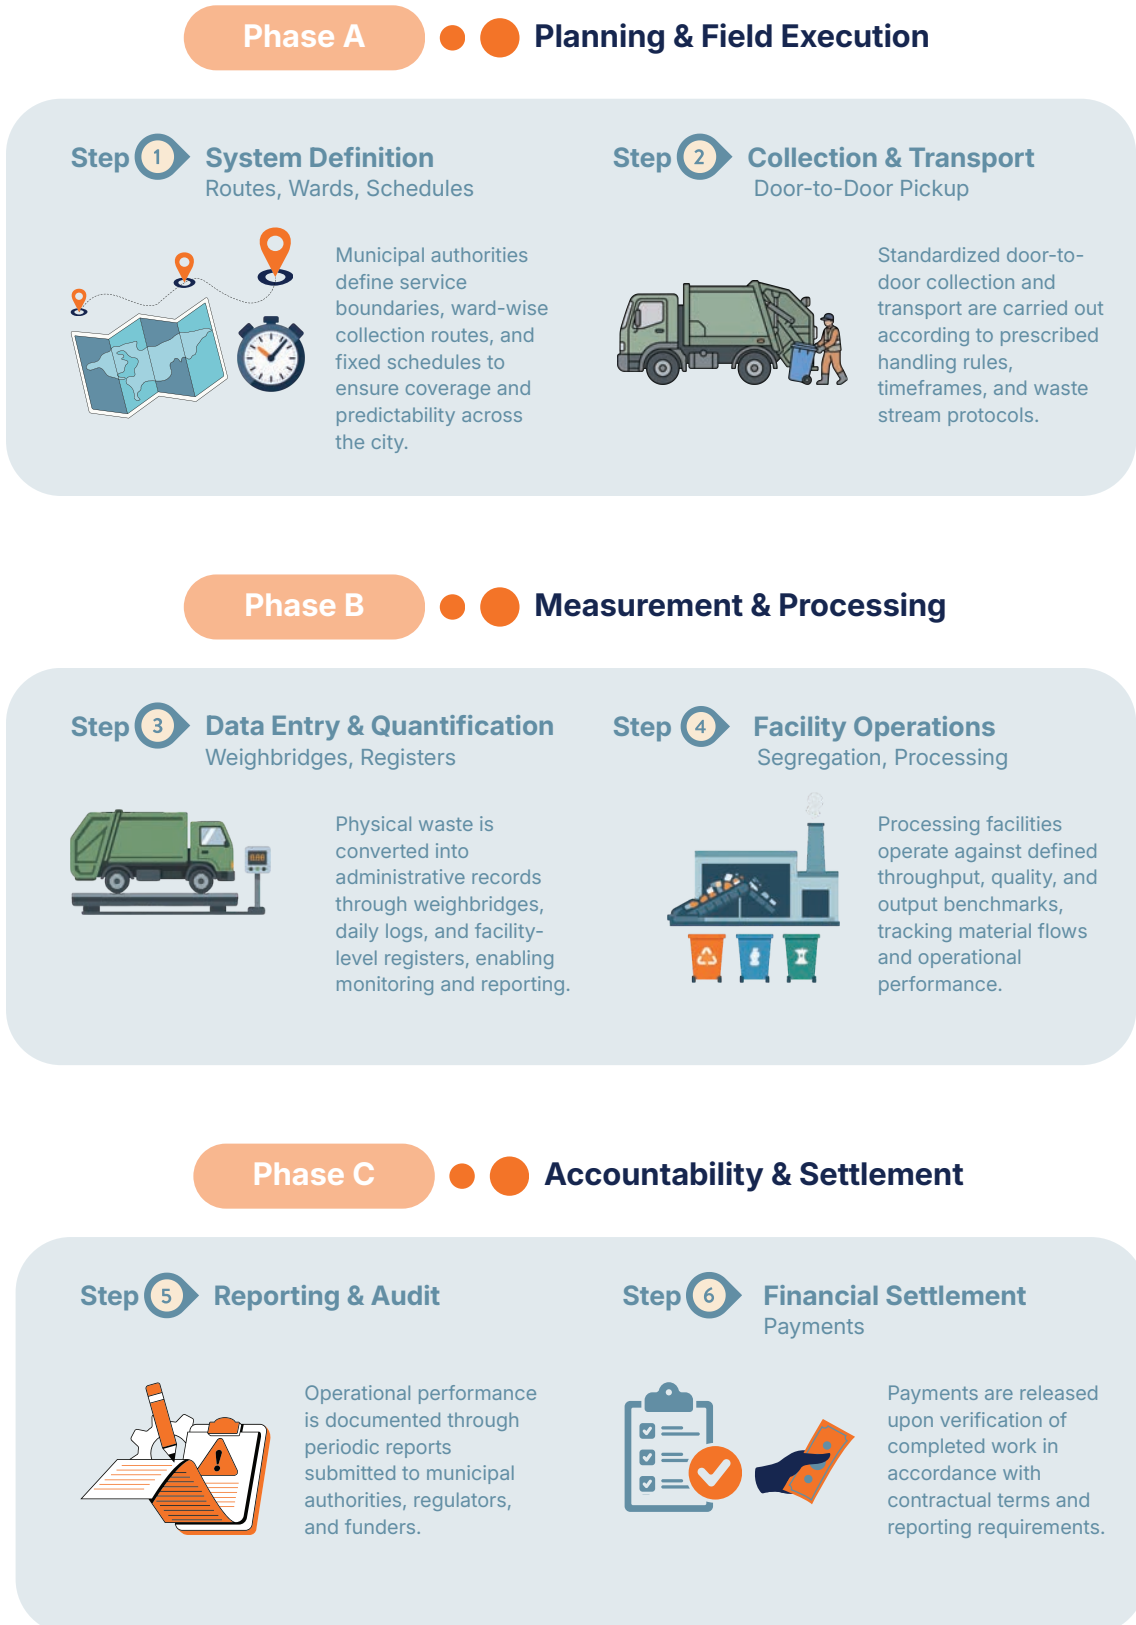 Phase A
Planning & Field Execution
Step 1
System Definition
Routes, Wards, Schedules
Municipal authorities
define service
boundaries, ward-wise
collection routes, and
fixed schedules to
ensure coverage and
predictability across
the city.
Step 2
Collection & Transport
Door-to-Door Pickup
Standardized door-to-
door collection and
transport are carried out
according to prescribed
handling rules,
timeframes, and waste
stream protocols.
Phase B
Measurement & Processing
Step 3
Data Entry & Quantification
Weighbridges, Registers
0.00
Physical waste is
converted into
administrative records
through weighbridges,
daily logs, and facility-
level registers, enabling
monitoring and reporting.
Step 4
Facility Operations
Segregation, Processing
Processing facilities
operate against defined
throughput, quality, and
output benchmarks,
tracking material flows
and operational
performance.
Phase C
Accountability & Settlement
Step 5
Reporting & Audit
!
Operational performance
is documented through
periodic reports
submitted to municipal
authorities, regulators,
and funders.
Step 6
Financial Settlement
Payments
Payments are released
upon verification of
completed work in
accordance with
contractual terms and
reporting requirements.